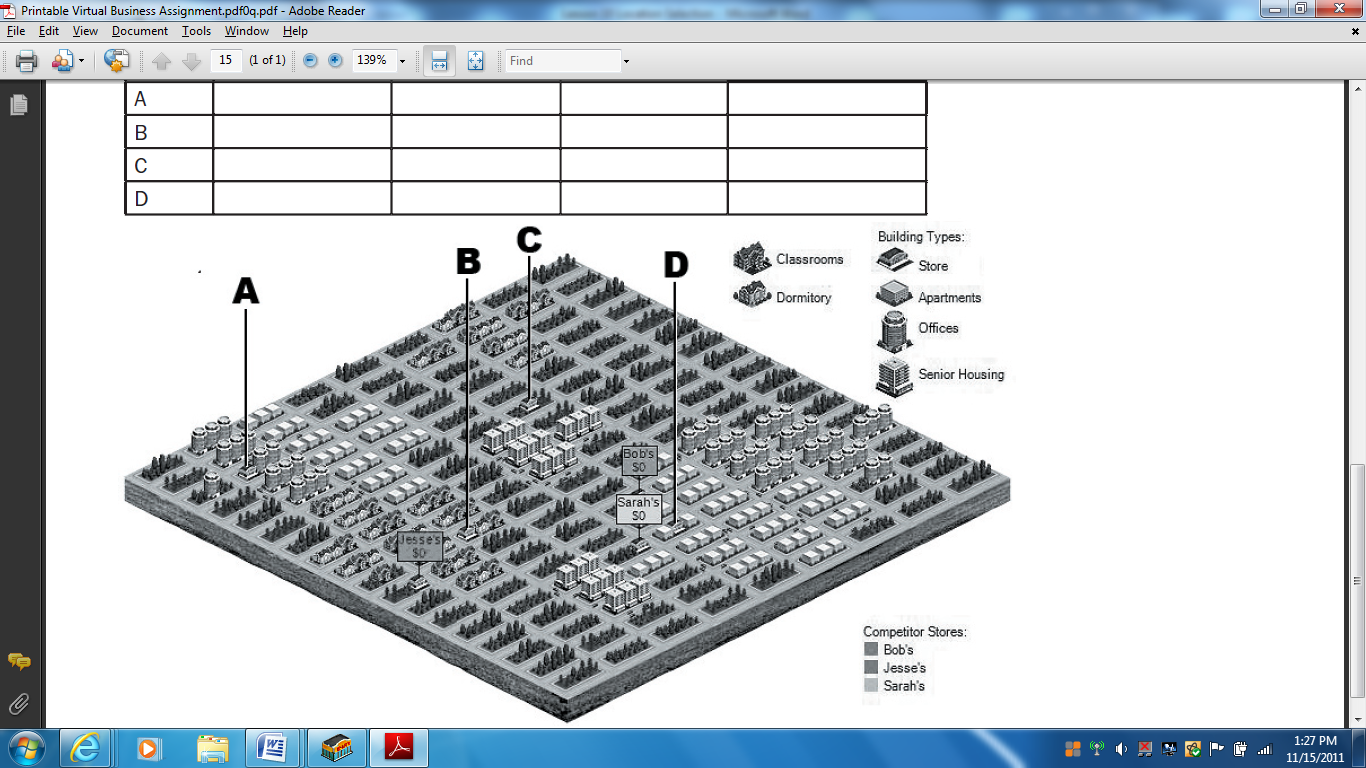 Printable Virtual Business Assignment.pdf0q.pdf - Adobe Reader
File Edit View Document Tools Window Help
15 (1 of 1) 139% Find
A
B
C
D
A
B
C
D
Classrooms
Dormitory
Building Types:
Store
Apartments
Offices
Senior Housing
Bob's
$0
Sarah's
$0
Jesse's
$0
Competitor Stores:
Bob's
Jesse's
Sarah's
1:27 PM
11/15/2011